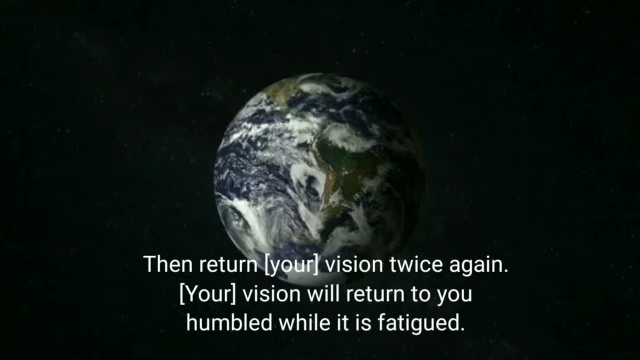 Then return [your] vision twice again.
[Your] vision will return to you
humbled while it is fatigued.